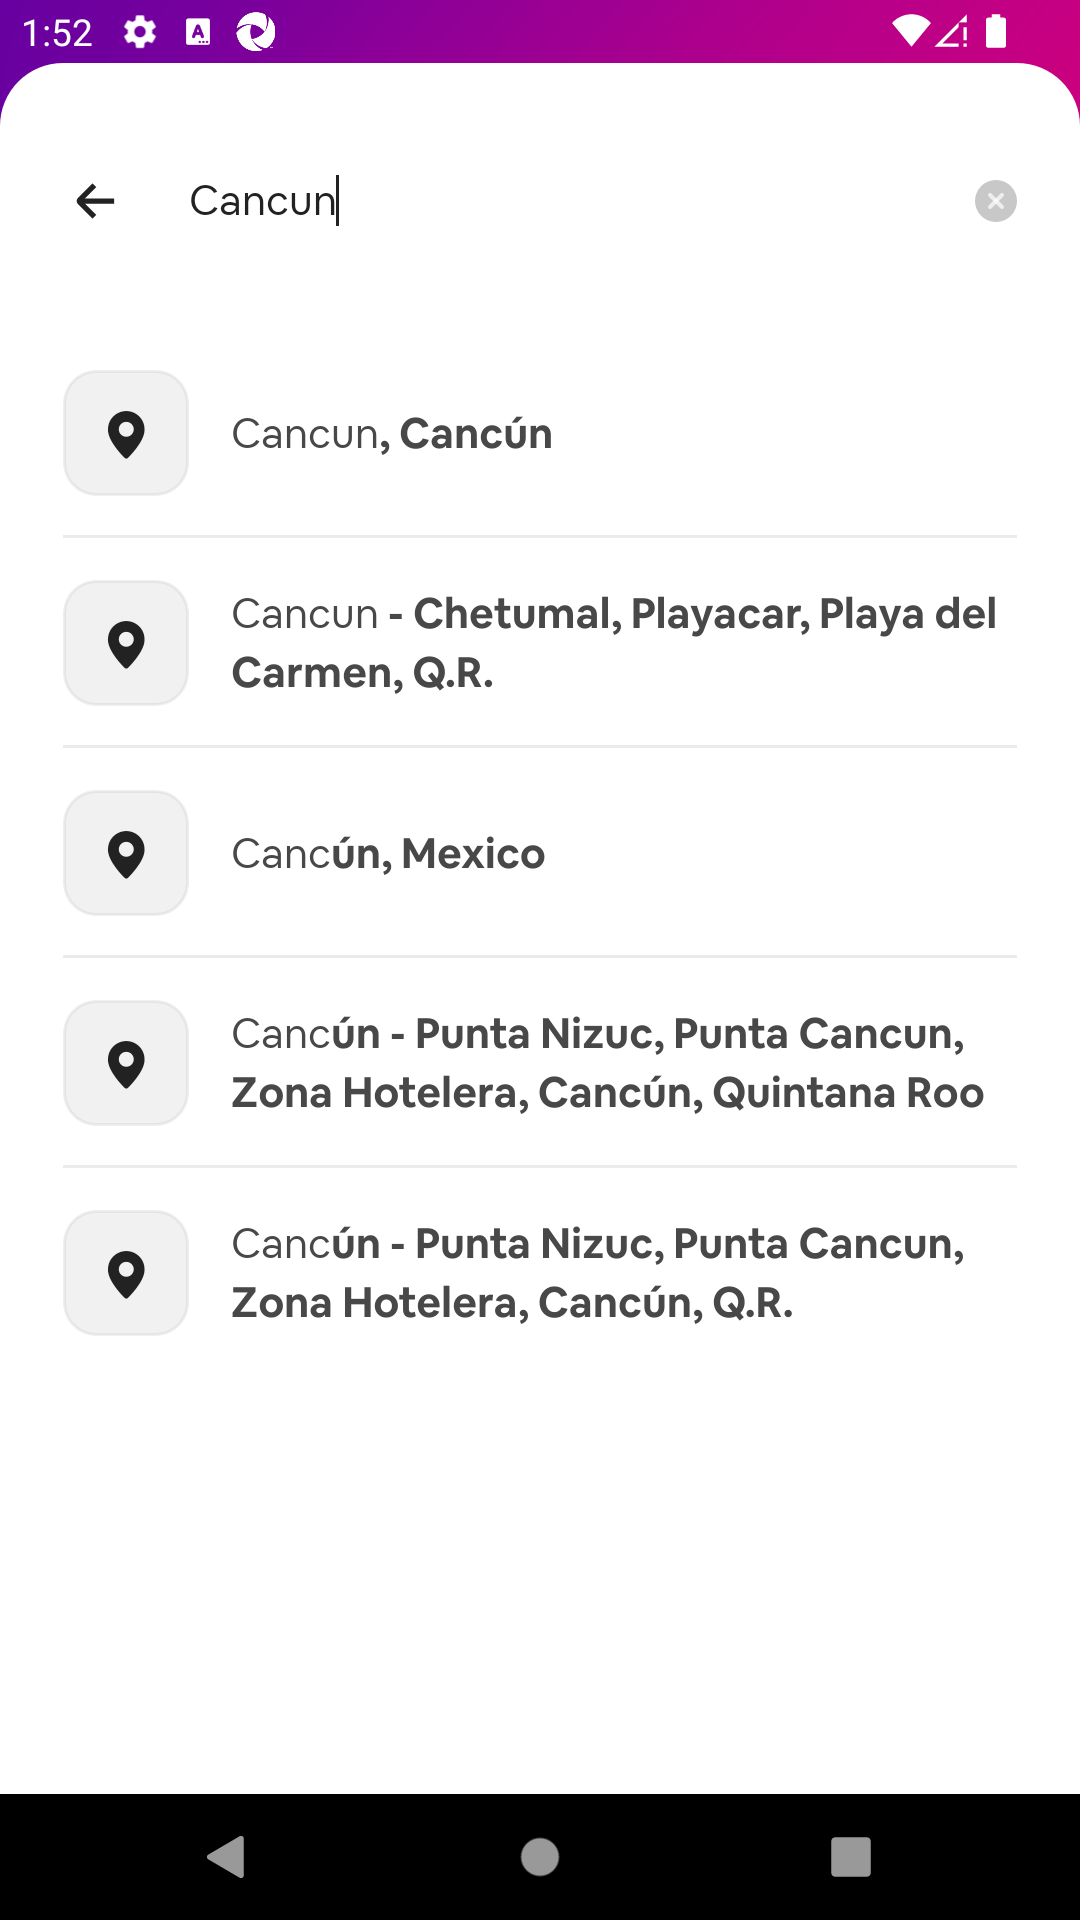 1:52
Cancun
Cancun, Cancún
Cancun - Chetumal, Playacar, Playa del
Carmen, Q.R.
Cancún, Mexico
Cancún - Punta Nizuc, Punta Cancun,
Zona Hotelera, Cancún, Quintana Roo
Cancún - Punta Nizuc, Punta Cancun,
Zona Hotelera, Cancún, Q.R.